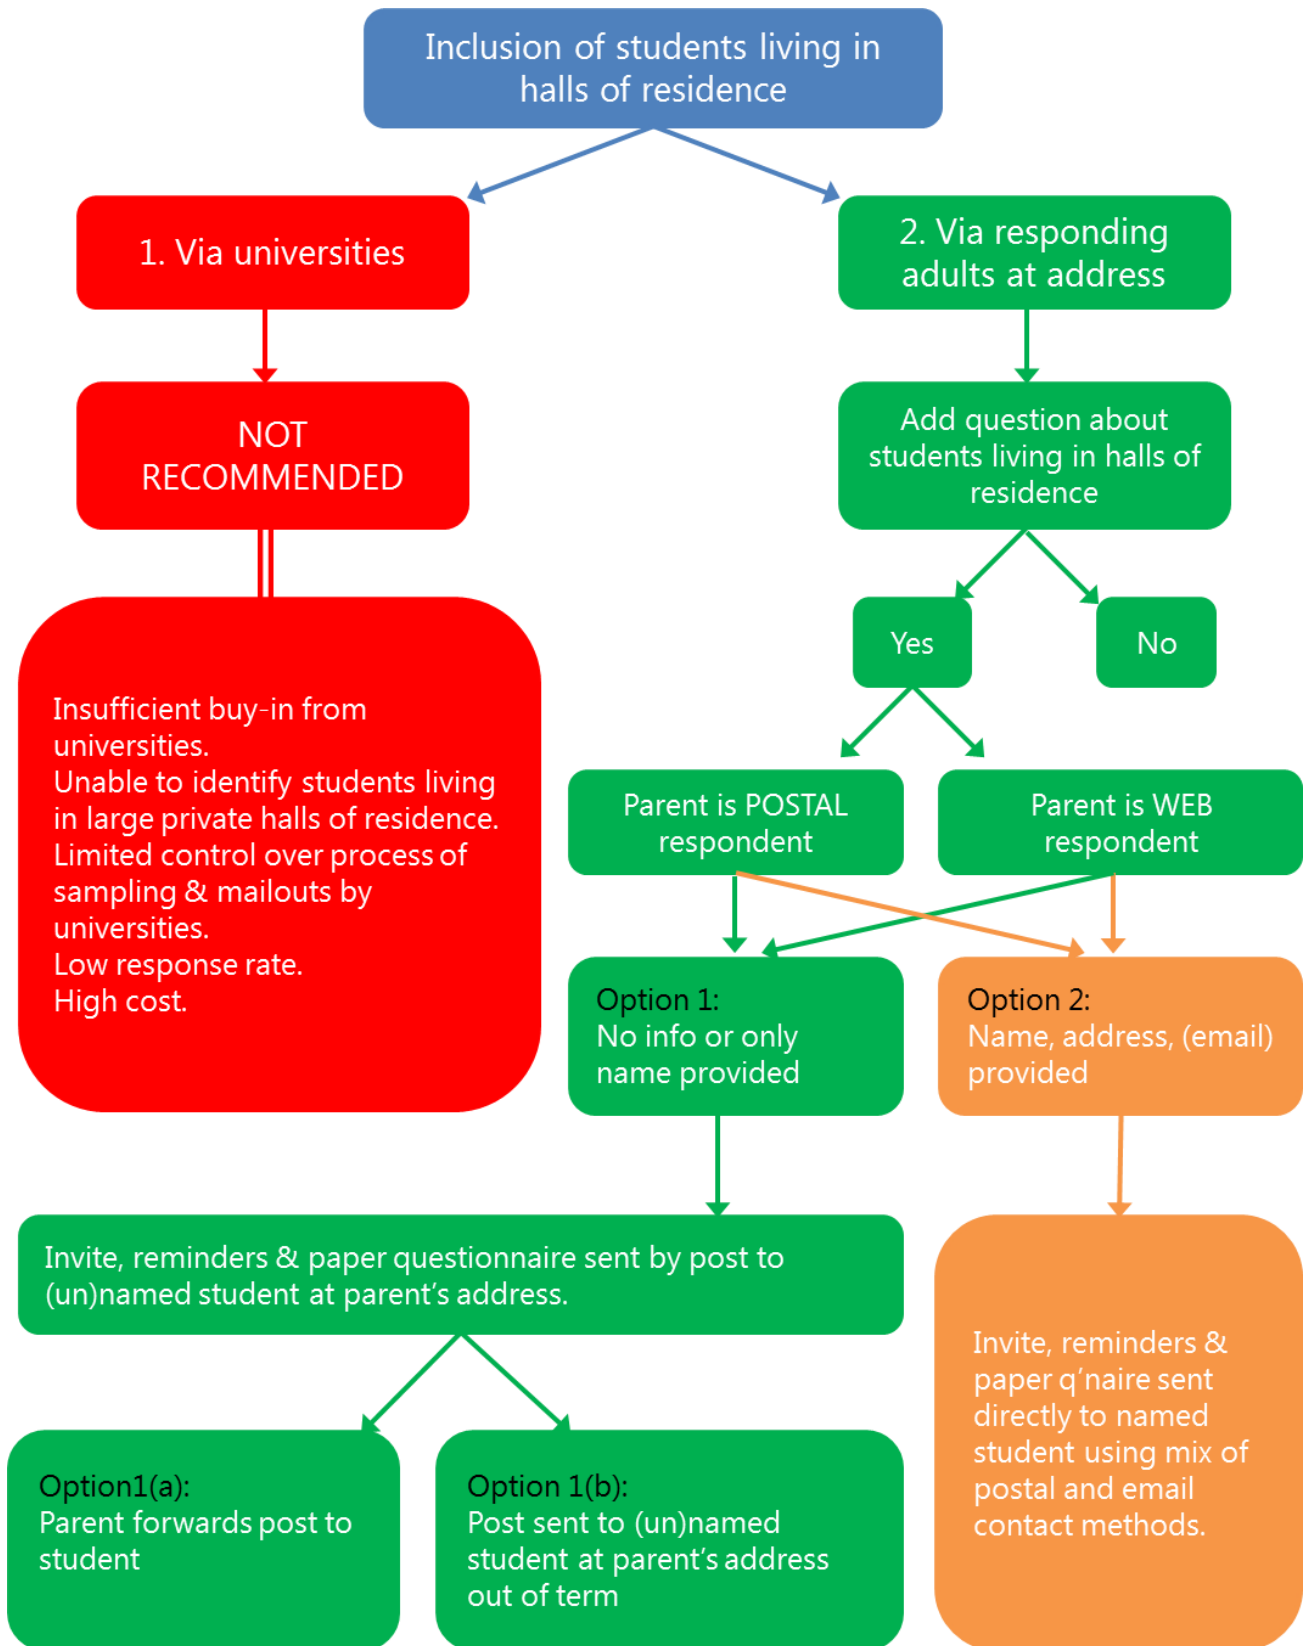 Inclusion of students living in
halls of residence
1. Via universities
2. Via responding
adults at address
NOT
RECOMMENDED
Add question about
students living in halls of
residence
Yes
No
Insufficient buy-in from
universities.
Unable to identify students living
in large private halls of residence.
Limited control over process of
sampling & mailouts by
universities.
Low response rate.
High cost.
Parent is POSTAL
respondent
Parent is WEB
respondent
Option 1:
No info or only
name provided
Option 2:
Name, address, (email)
provided
Invite, reminders & paper questionnaire sent by post to
(un)named student at parent’s address.
Invite, reminders &
paper q’naire sent
directly to named
student using mix of
postal and email
contact methods.
Option1(a):
Parent forwards post to
student
Option 1(b):
Post sent to (un)named
student at parent’s address
out of term